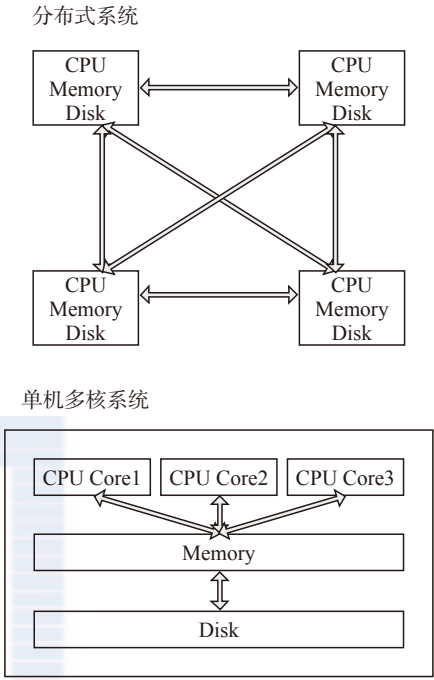 分布式系统
CPU
Memory
Disk
CPU
Memory
Disk
CPU
Memory
Disk
CPU
Memory
Disk
单机多核系统
CPU Core1
CPU Core2
CPU Core3
Memory
Disk